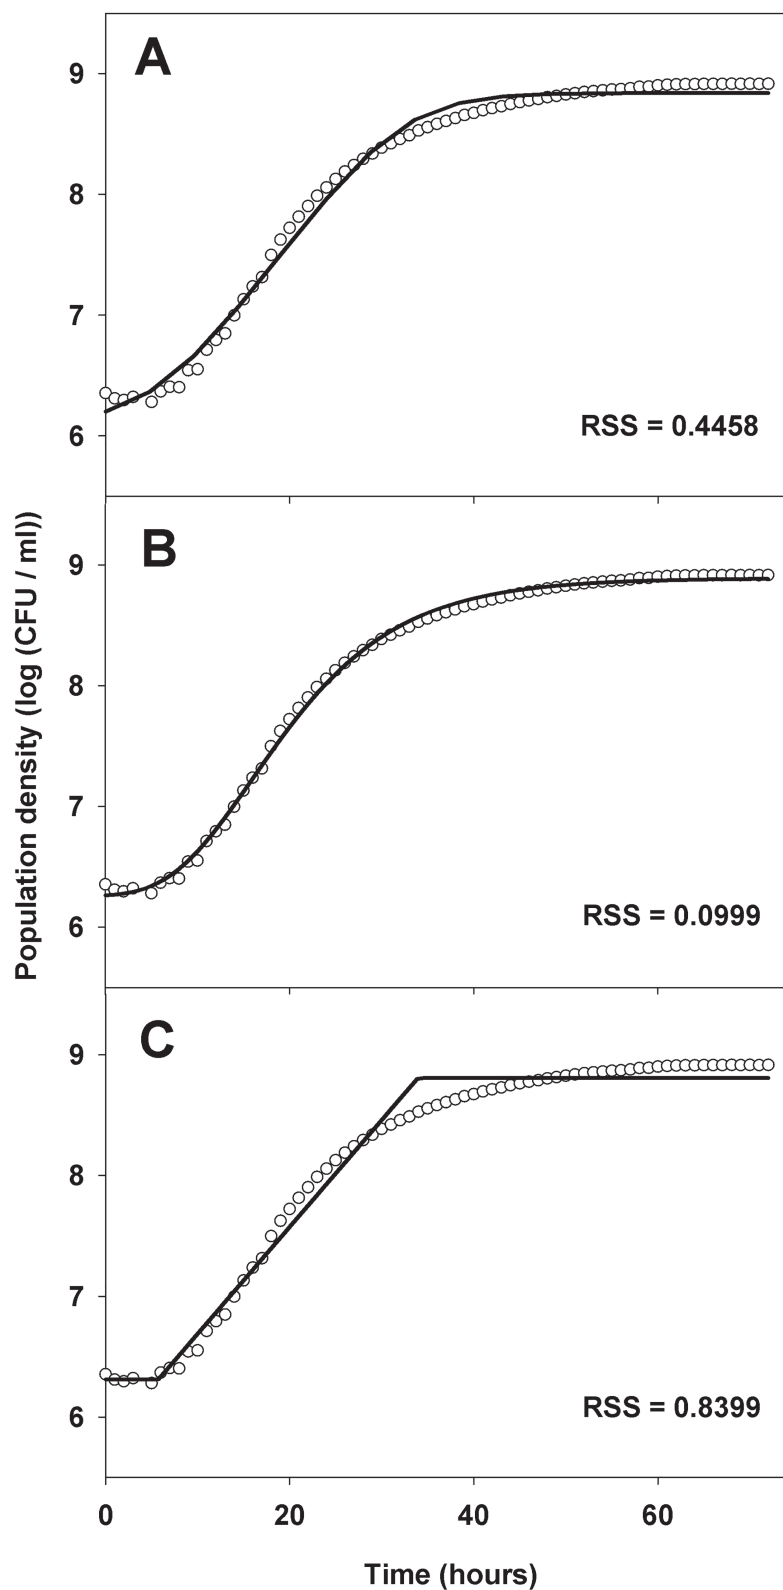 A
9
8
7
6
RSS = 0.4458
B
9
8
7
6
RSS = 0.0999
C
9
8
7
6
RSS = 0.8399
Population density (log (CFU / ml))
0 20 40 60
Time (hours)